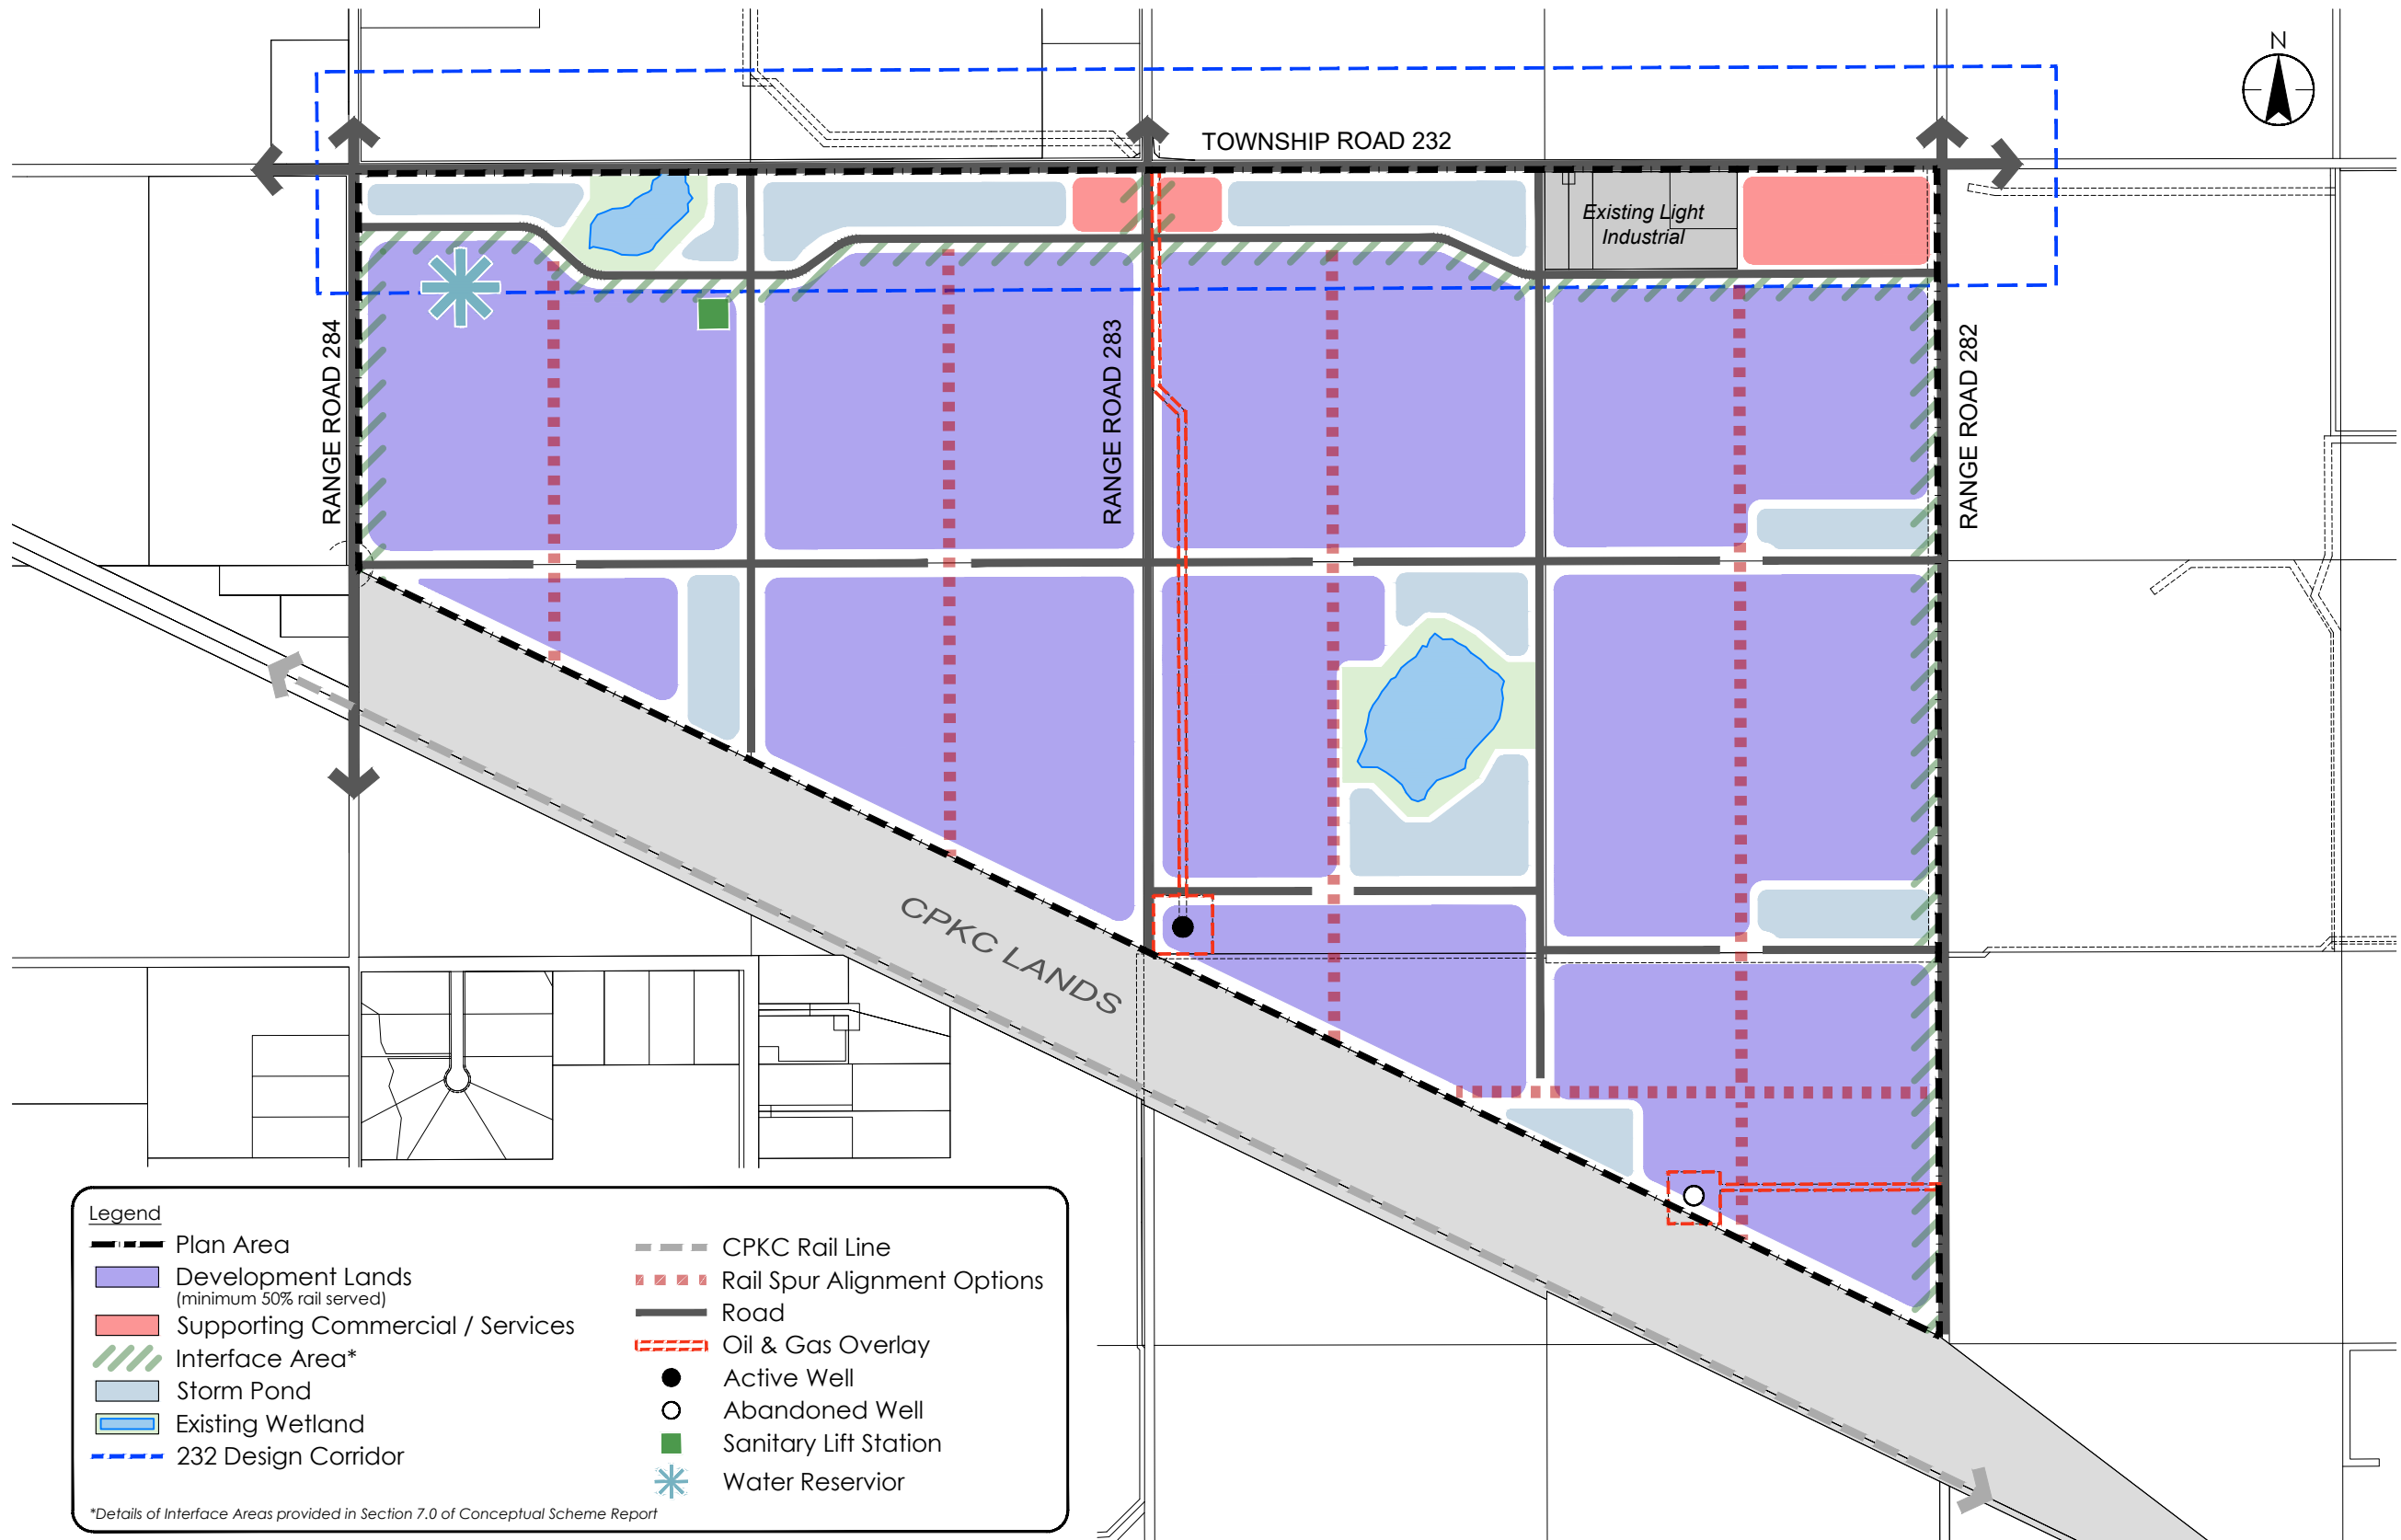 N
TOWNSHIP ROAD 232
Existing Light
Industrial
RANGE ROAD 284
RANGE ROAD 283
RANGE ROAD 282
CPKC LANDS
Legend
Plan Area
Development Lands
(minimum 50% rail served)
Supporting Commercial / Services
Interface Area*
Storm Pond
Existing Wetland
232 Design Corridor
CPKC Rail Line
Rail Spur Alignment Options
Road
Oil & Gas Overlay
Active Well
Abandoned Well
Sanitary Lift Station
Water Reservior
*Details of Interface Areas provided in Section 7.0 of Conceptual Scheme Report